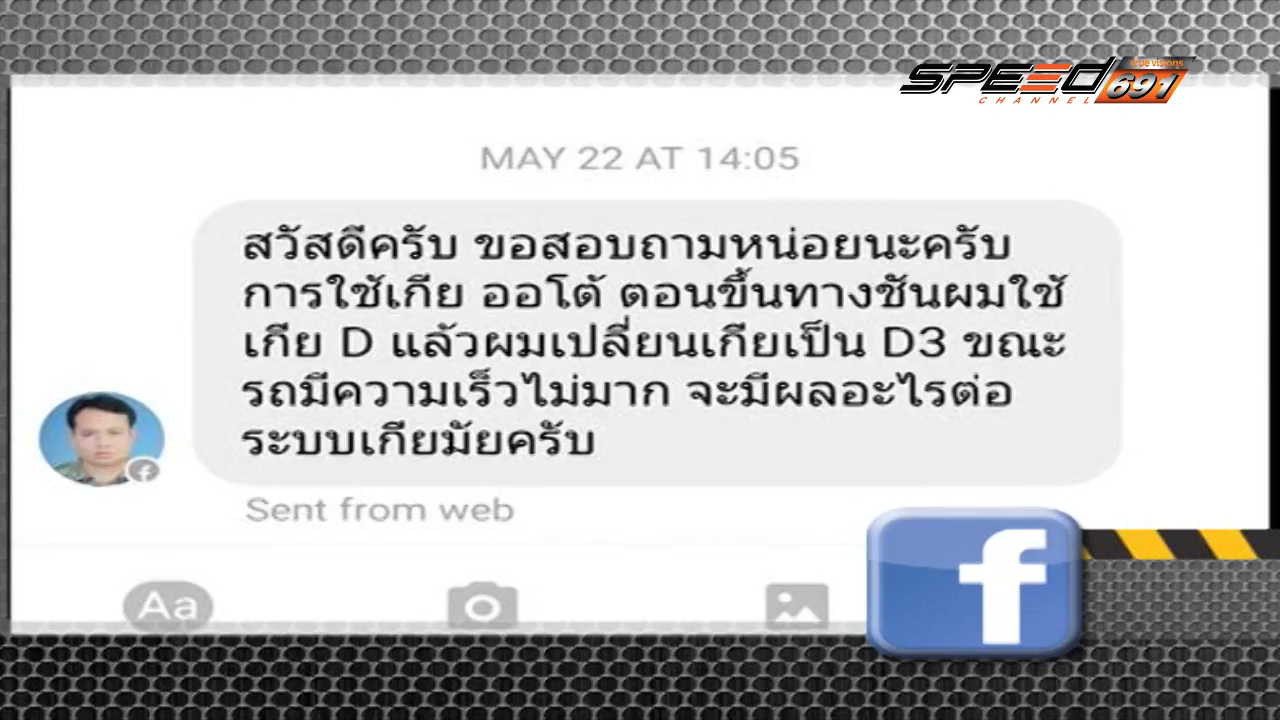 SPEED
true visions
CHANNEL
691
MAY 22 AT 14:05
สวัสดีครับ ขอสอบถามหน่อยนะครับ
การใช้เกีย ออโต้ ตอนขึ้นทางชันผมใช้
เกีย D แล้วผมเปลี่ยนเกียเป็น D3 ขณะ
รถมีความเร็วไม่มาก จะมีผลอะไรต่อ
ระบบเกียมัยครับ
Sent from web
Aa